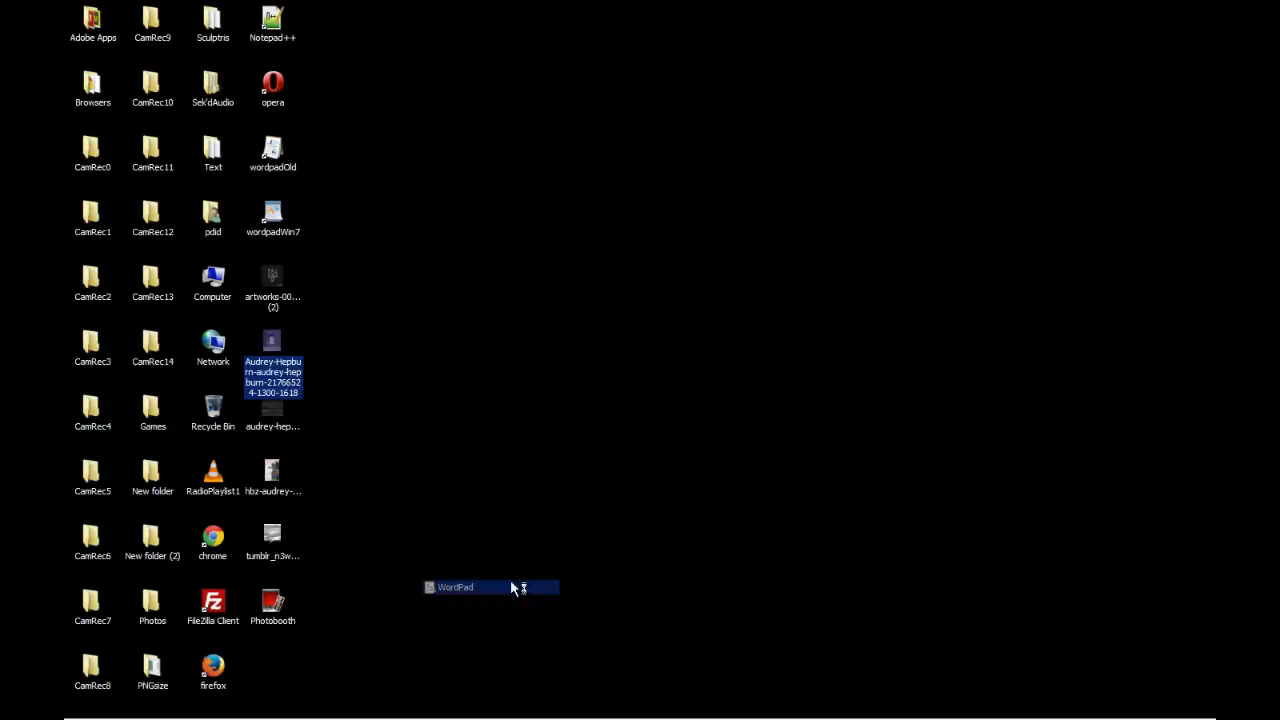 Adobe Apps
CamRec9
Sculptris
Notepad++
Browsers
CamRec10
Sek'dAudio
opera
CamRec0
CamRec11
Text
wordpadOld
CamRec1
CamRec12
pdid
wordpadWin7
CamRec2
CamRec13
Computer
artworks-00...
(2)
CamRec3
CamRec14
Network
Audrey-Hepbu
rn-audrey-hep
burn-2176652
4-1300-1618
CamRec4
Games
Recycle Bin
audrey-hep...
CamRec5
New folder
RadioPlaylist1
hbz-audrey-...
CamRec6
New folder (2)
chrome
tumblr_n3w...
WordPad
CamRec7
Photos
FileZilla Client
Photobooth
CamRec8
PNGsize
firefox